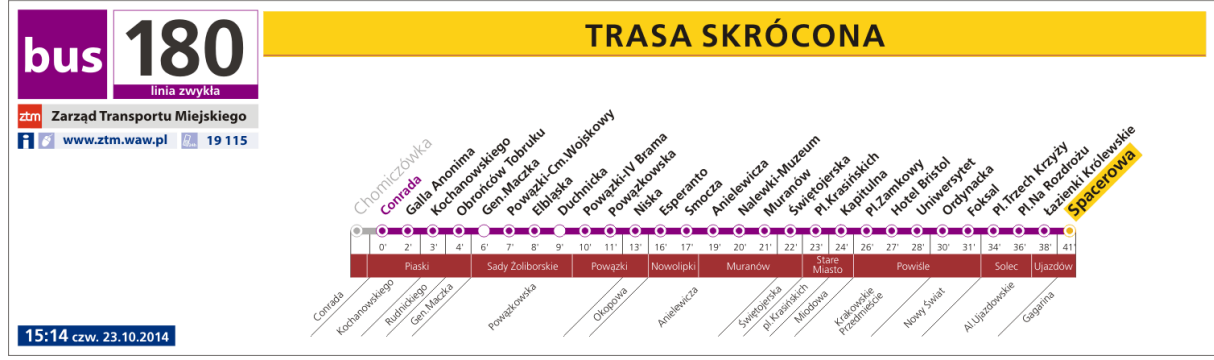 bus
180
linia zwykła
TRASA SKRÓCONA
ztm Zarząd Transportu Miejskiego
i www.ztm.waw.pl 19 115
Chomiczówka
Conrada
Galla Anonima
Kochanowskiego
Obrońców Tobruku
Gen.Maczka
Powązki-Cm.Wojskowy
Elbląska
Duchnicka
Powązki-IV Brama
Powązkowska
Niska
Esperanto
Smocza
Anielewicza
Nalewki-Muzeum
Muranów
Świętojerska
Pl.Krasińskich
Kapitulna
Pl.Zamkowy
Hotel Bristol
Uniwersytet
Ordynacka
Foksal
Pl.Trzech Krzyży
Pl.Na Rozdrożu
Łazienki Królewskie
Spacerowa
0' 2' 3' 4' 6' 7' 8' 9' 10' 11' 13' 16' 17' 19' 20' 21' 22' 23' 24' 26' 27' 28' 30' 31' 34' 36' 38' 41'
Piaski
Sady Żoliborskie
Powązki
Nowolipki
Muranów
Stare
Miasto
Powiśle
Solec
Ujazdów
Conrada
Kochanowskiego
Rudnickiego
Gen.Maczka
Powązkowska
Okopowa
Anielewicza
Świętojerska
pl.Krasińskich
Miodowa
Krakowskie
Przedmieście
Nowy Świat
Al.Ujazdowskie
Gagarina
15:14 czw. 23.10.2014